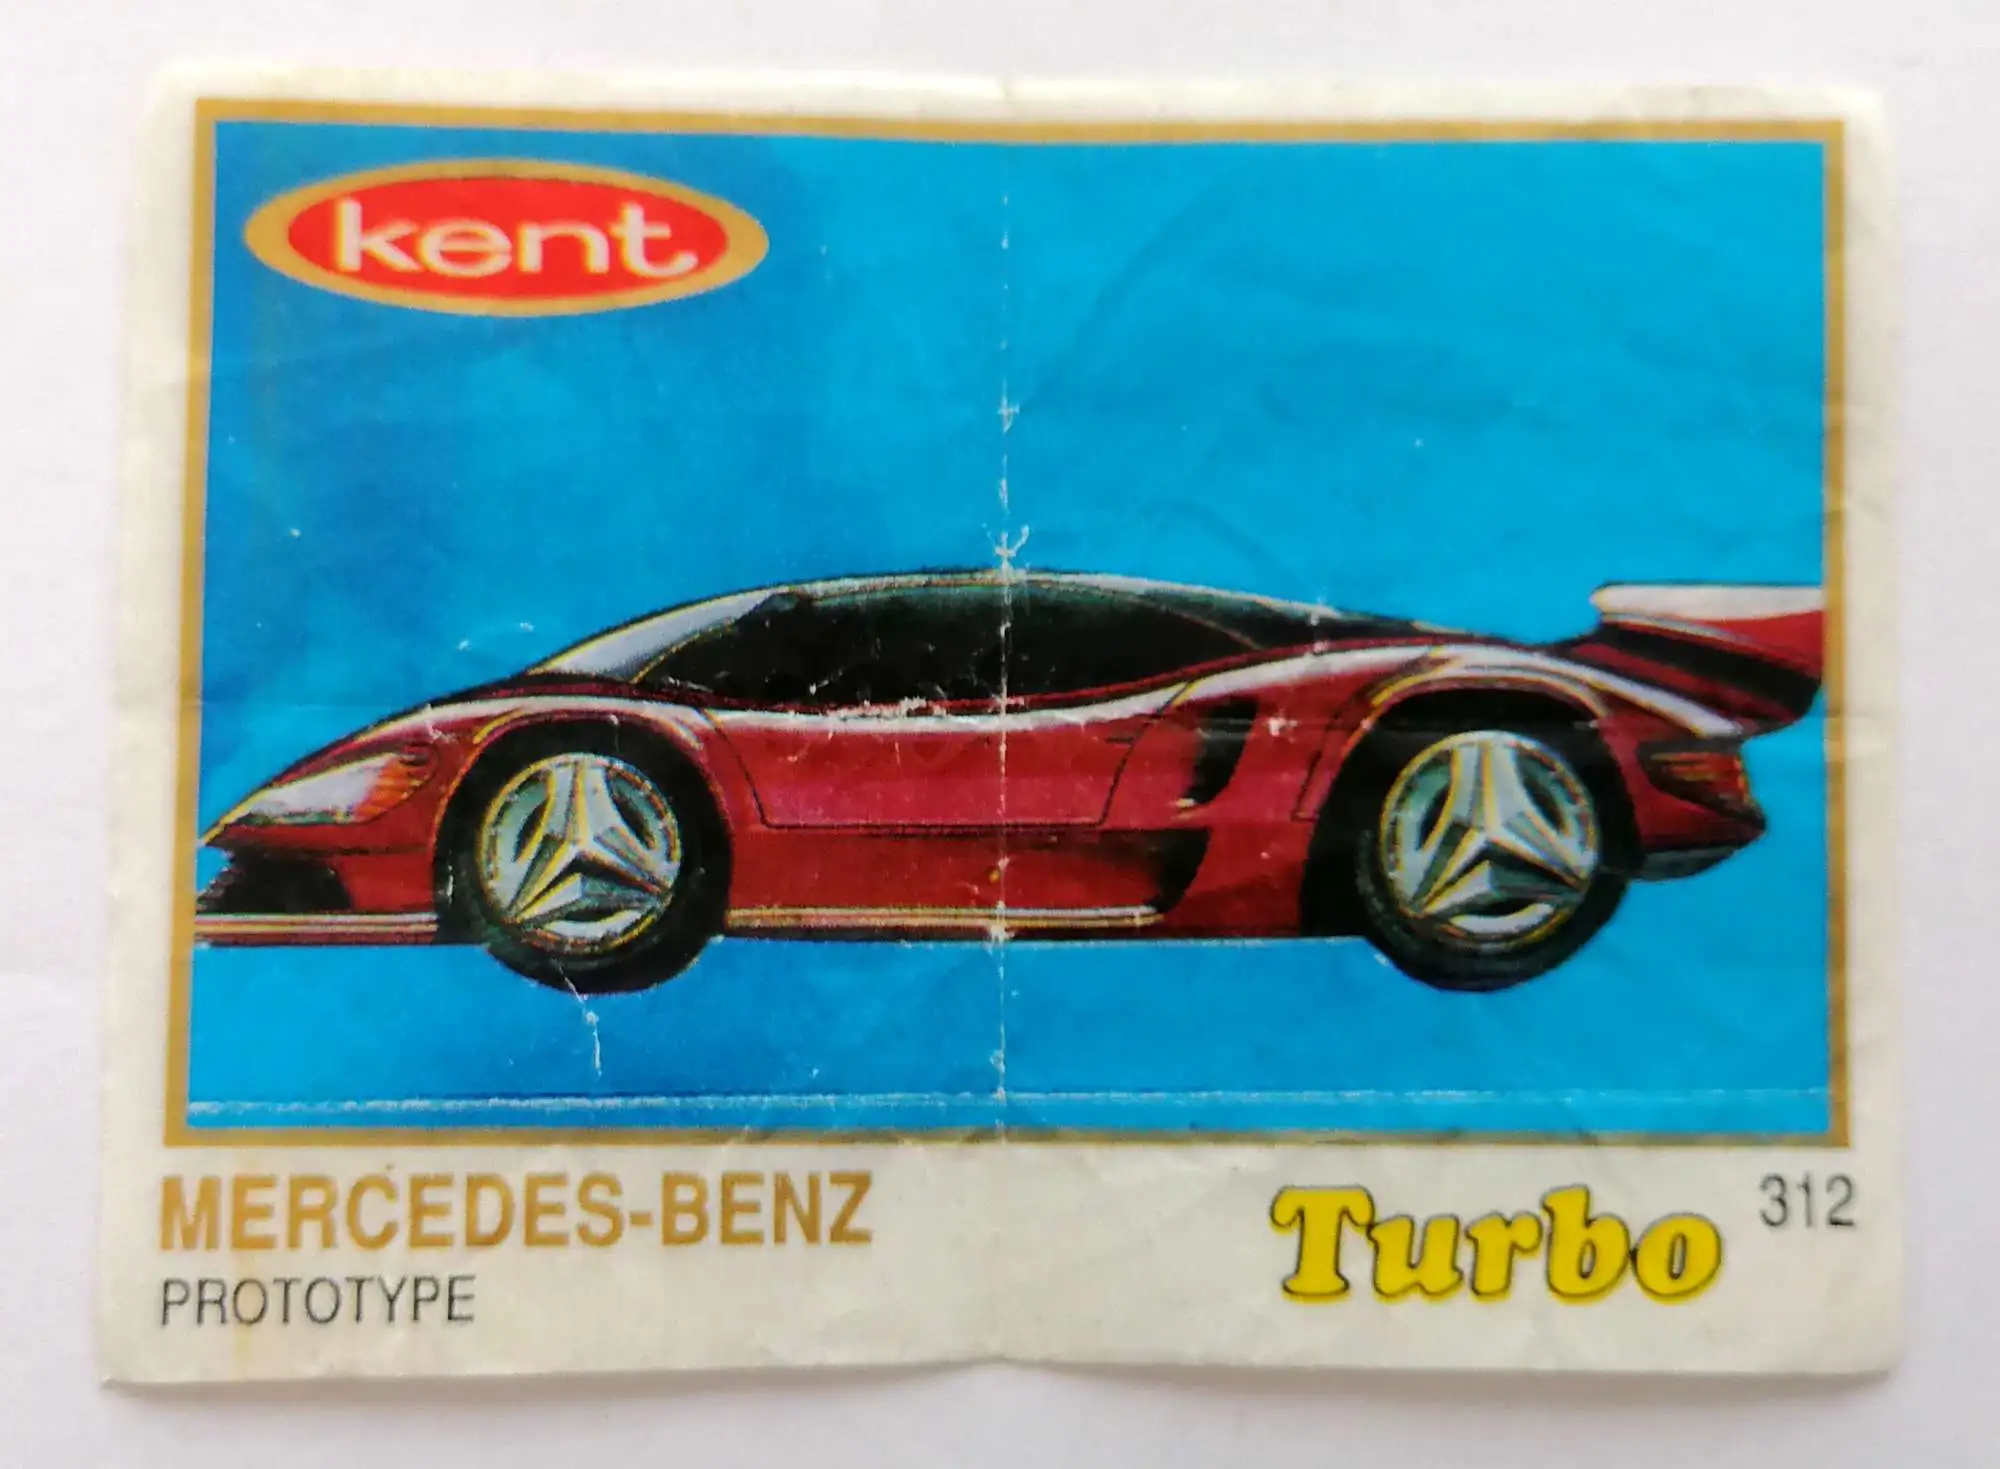 kent
MERCEDES-BENZ
PROTOTYPE
Turbo
312